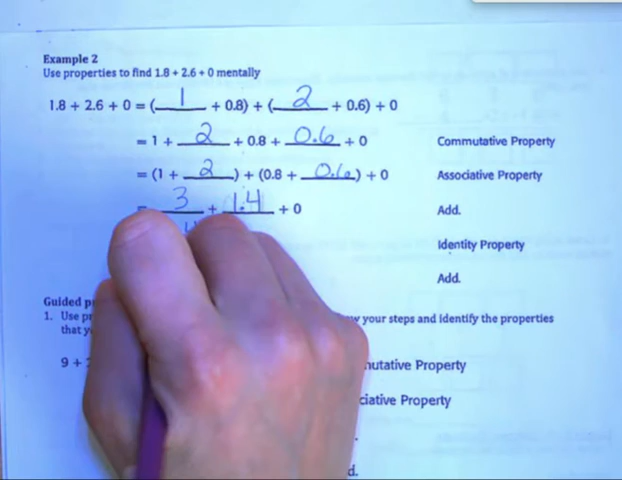 Example 2
Use properties to find 1.8 + 2.6 + 0 mentally
1.8 + 2.6 + 0 = (1 + 0.8) + (2 + 0.6) + 0
= 1 + 2 + 0.8 + 0.6 + 0 Commutative Property
= (1 + 2) + (0.8 + 0.6) + 0 Associative Property
= 3 + 1.4 + 0 Add.
Identity Property
Add.
Guided
1. Use your steps and identify the properties
that
9 + Property
Property